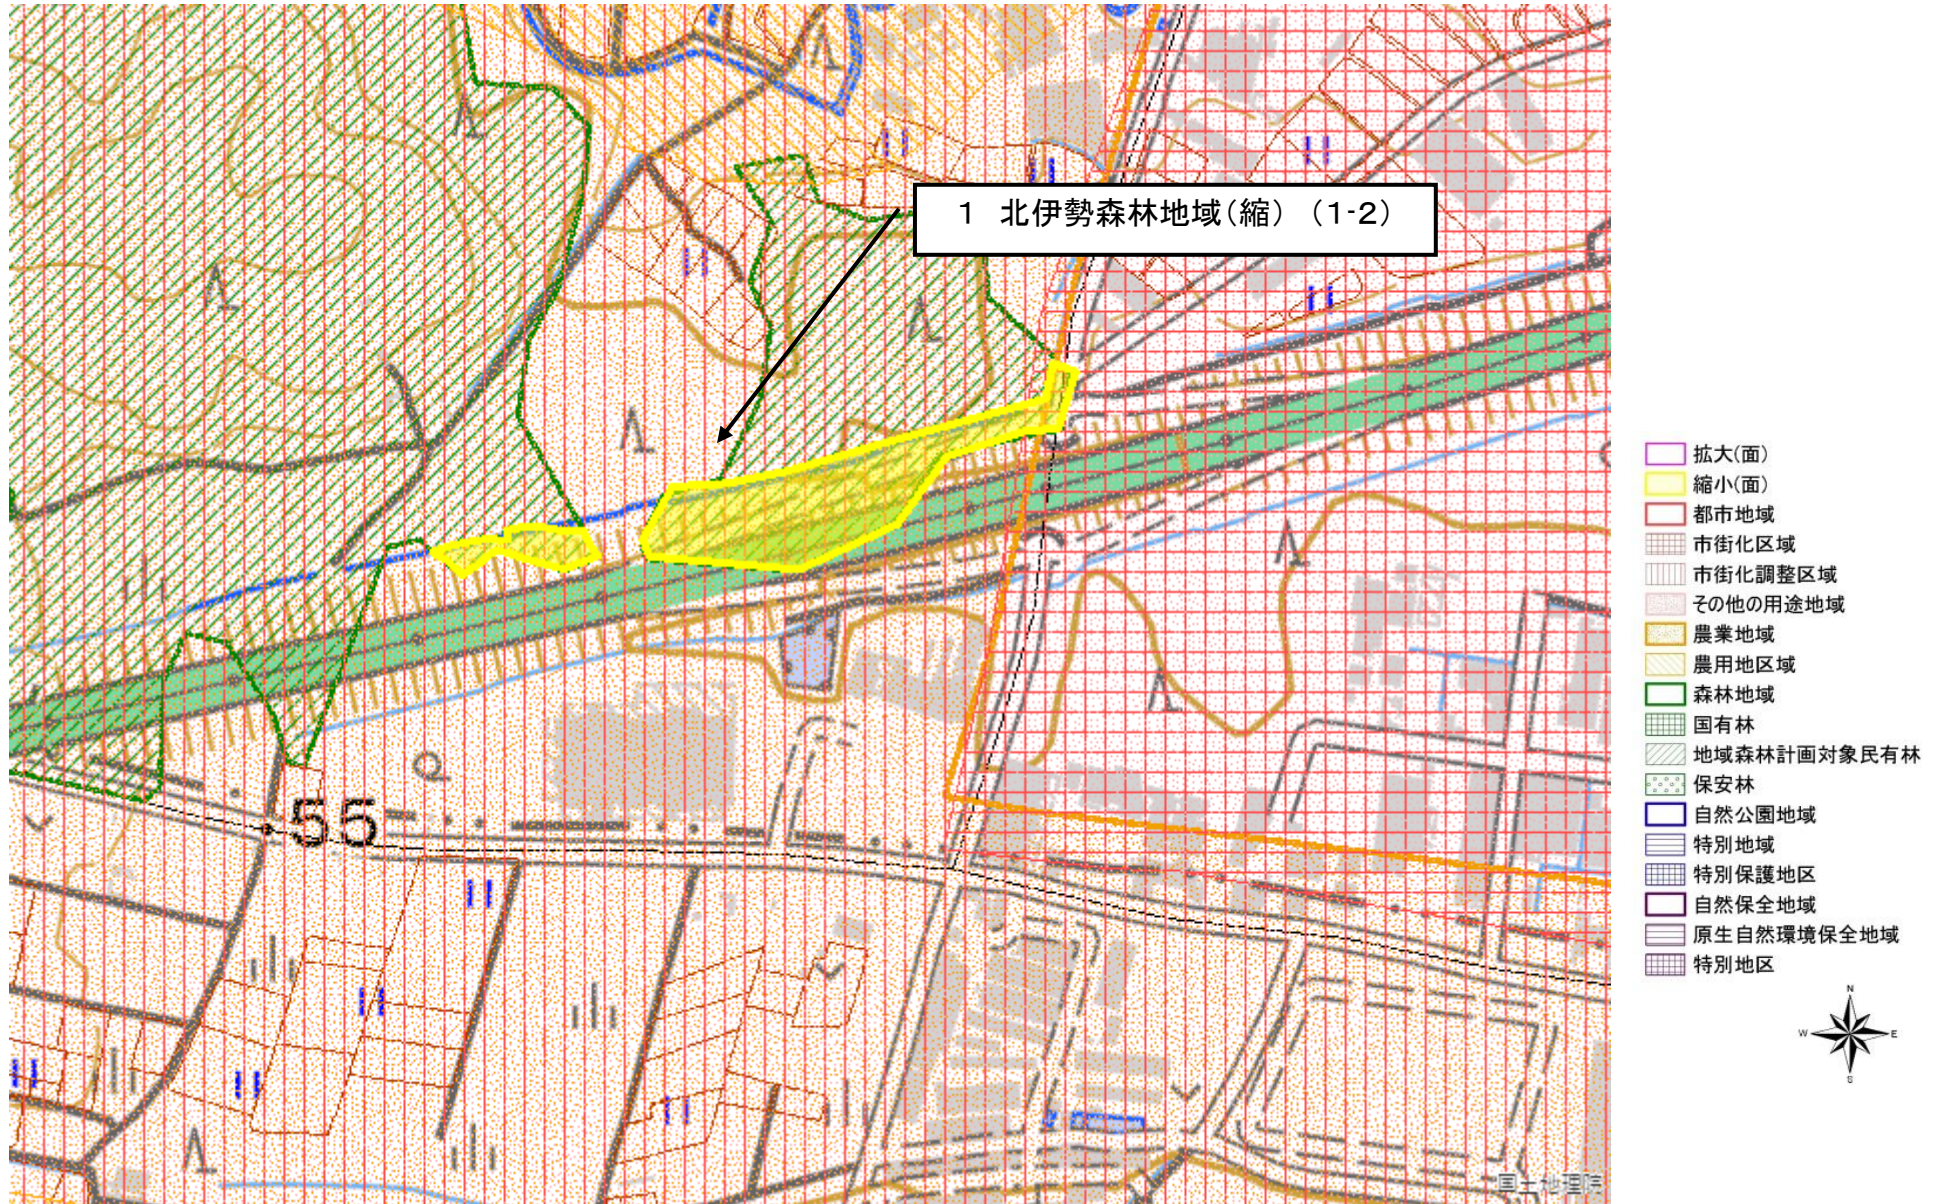 1 北伊勢森林地域(縮) (1-2)
55
拡大(面)
縮小(面)
都市地域
市街化区域
市街化調整区域
その他の用途地域
農業地域
農用地区域
森林地域
国有林
地域森林計画対象民有林
保安林
自然公園地域
特別地域
特別保護地区
自然保全地域
原生自然環境保全地域
特別地区
N
W E
S
国土地理院